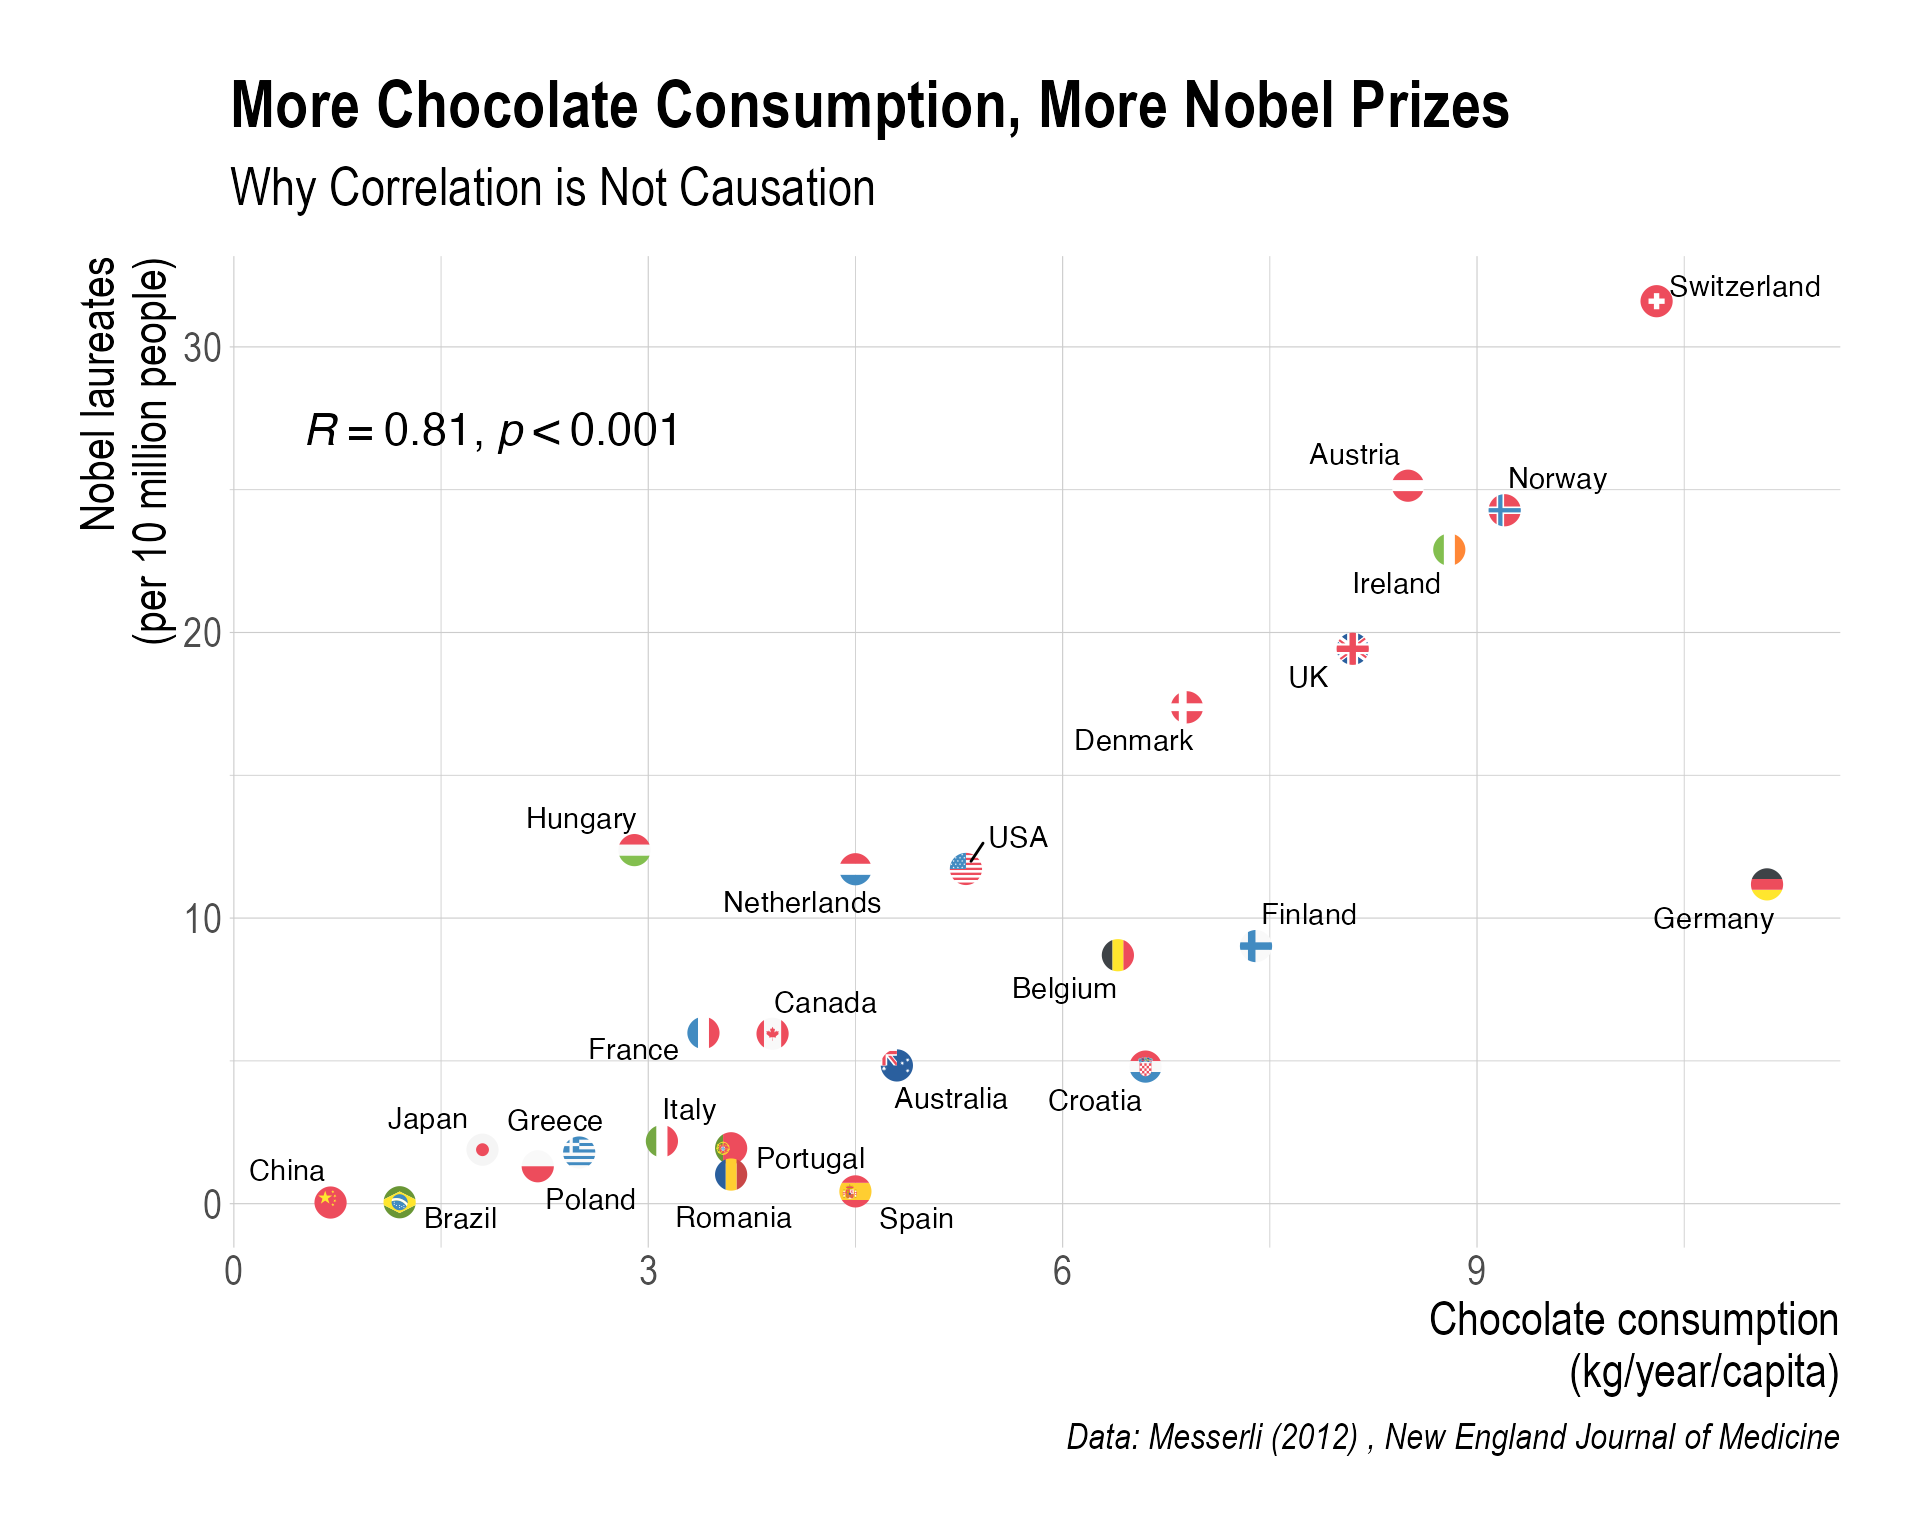 More Chocolate Consumption, More Nobel Prizes
Why Correlation is Not Causation
Nobel laureates
(per 10 million people)
30
20
10
0
R = 0.81, p < 0.001
Switzerland
Austria
Norway
Ireland
UK
Denmark
Hungary
USA
Netherlands
Germany
Finland
Belgium
Canada
France
Australia
Croatia
Italy
Japan
Greece
Portugal
China
Poland
Romania
Spain
Brazil
0
3
6
9
Chocolate consumption
(kg/year/capita)
Data: Messerli (2012) , New England Journal of Medicine